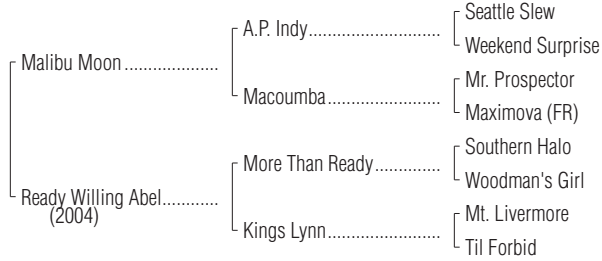 Seattle Slew
A.P. Indy..............................
Weekend Surprise
Malibu Moon .....................
Mr. Prospector
Macoumba.........................
Maximova (FR)
Southern Halo
More Than Ready...............
Woodman's Girl
Ready Willing Abel............
(2004)
Mt. Livermore
Kings Lynn.........................
Til Forbid